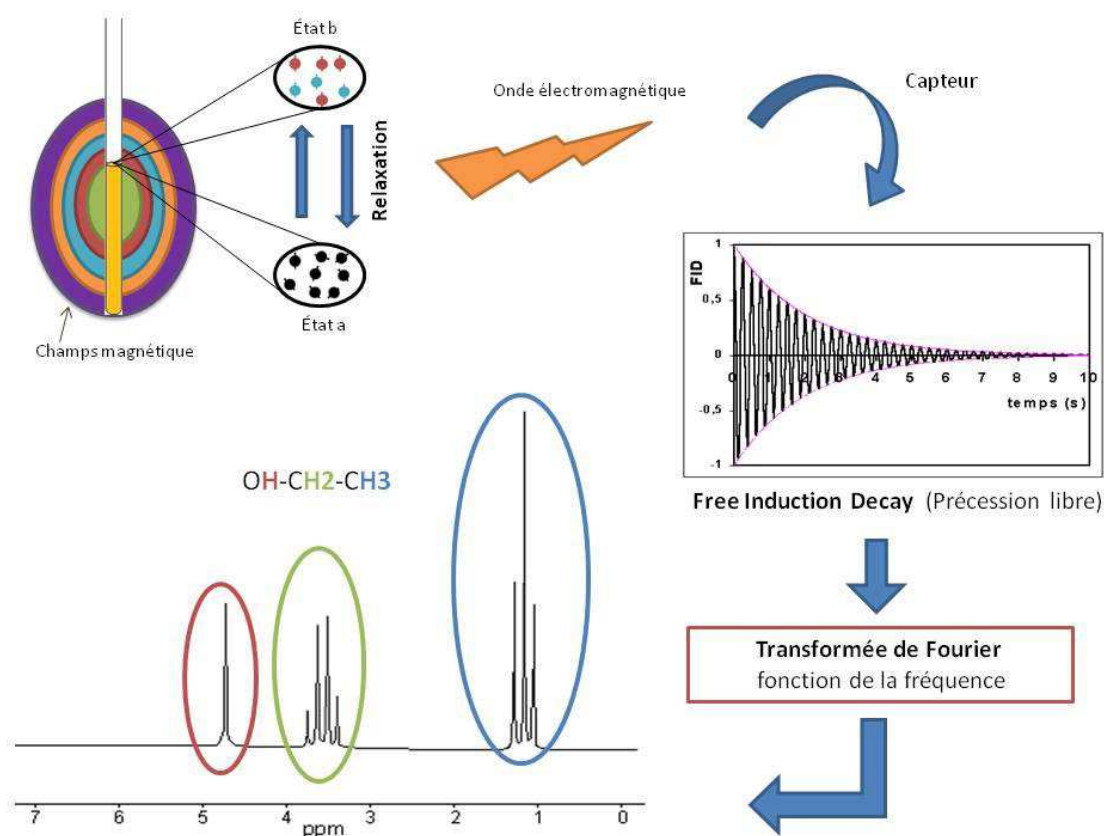 État b
Relaxation
État a
Champs magnétique
Onde électromagnétique
Capteur
FID
1
0,5
0
-0,5
-1
0 1 2 3 4 5 6 7 8 9 10
temps (s)
Free Induction Decay (Précession libre)
Transformée de Fourier
fonction de la fréquence
OH-CH2-CH3
7 6 5 4 3 2 1 0
ppm